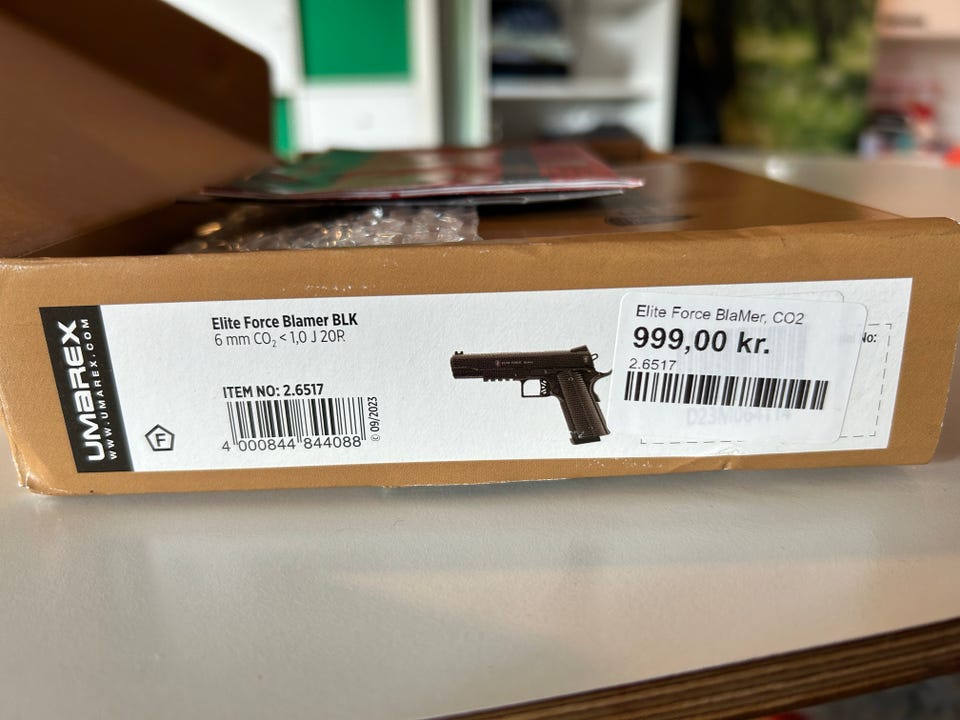 UMAREX
WWW.UMAREX.COM
Elite Force Blamer BLK
6 mm CO₂ < 1,0 J 20R
ITEM NO: 2.6517
4 000844 844088
© 09/2023
F
Elite Force BlaMer, CO2
999,00 kr.
2.6517
No: